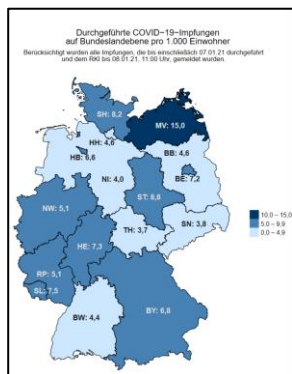 Durchgeführte COVID−19−Impfungen
auf Bundeslandebene pro 1.000 Einwohner
Berücksichtigt wurden alle Impfungen, die bis einschließlich 07.01.21 durchgeführt
und dem RKI bis 08.01.21, 11:00 Uhr, gemeldet wurden.
SH: 8,2
MV: 15,0
HH: 4,6
HB: 6,6
BB: 4,6
BE: 7,2
NI: 4,0
ST: 8,8
NW: 5,1
10,0 − 15,0
5,0 − 9,9
0,0 − 4,9
SN: 3,8
HE: 7,3
TH: 3,7
RP: 5,1
SL: 7,5
BY: 6,8
BW: 4,4